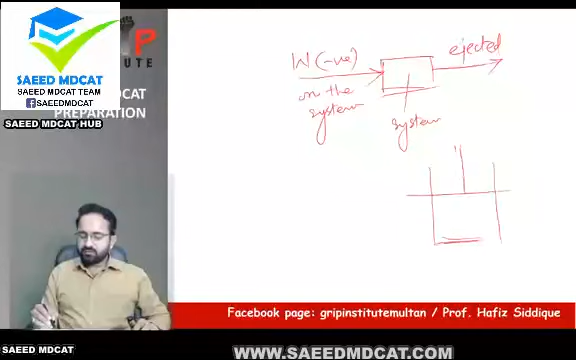 SAEED MDCAT
SAEED MDCAT TEAM
f SAEEDMDCAT
SAEED MDCAT HUB
P
UTE
DCAT
PREPARATION
W (-ve)
on the
system
ejected
system
Facebook page: gripinstitutemultan / Prof. Hafiz Siddique
SAEED MDCAT
WWW.SAEEDMDCAT.COM